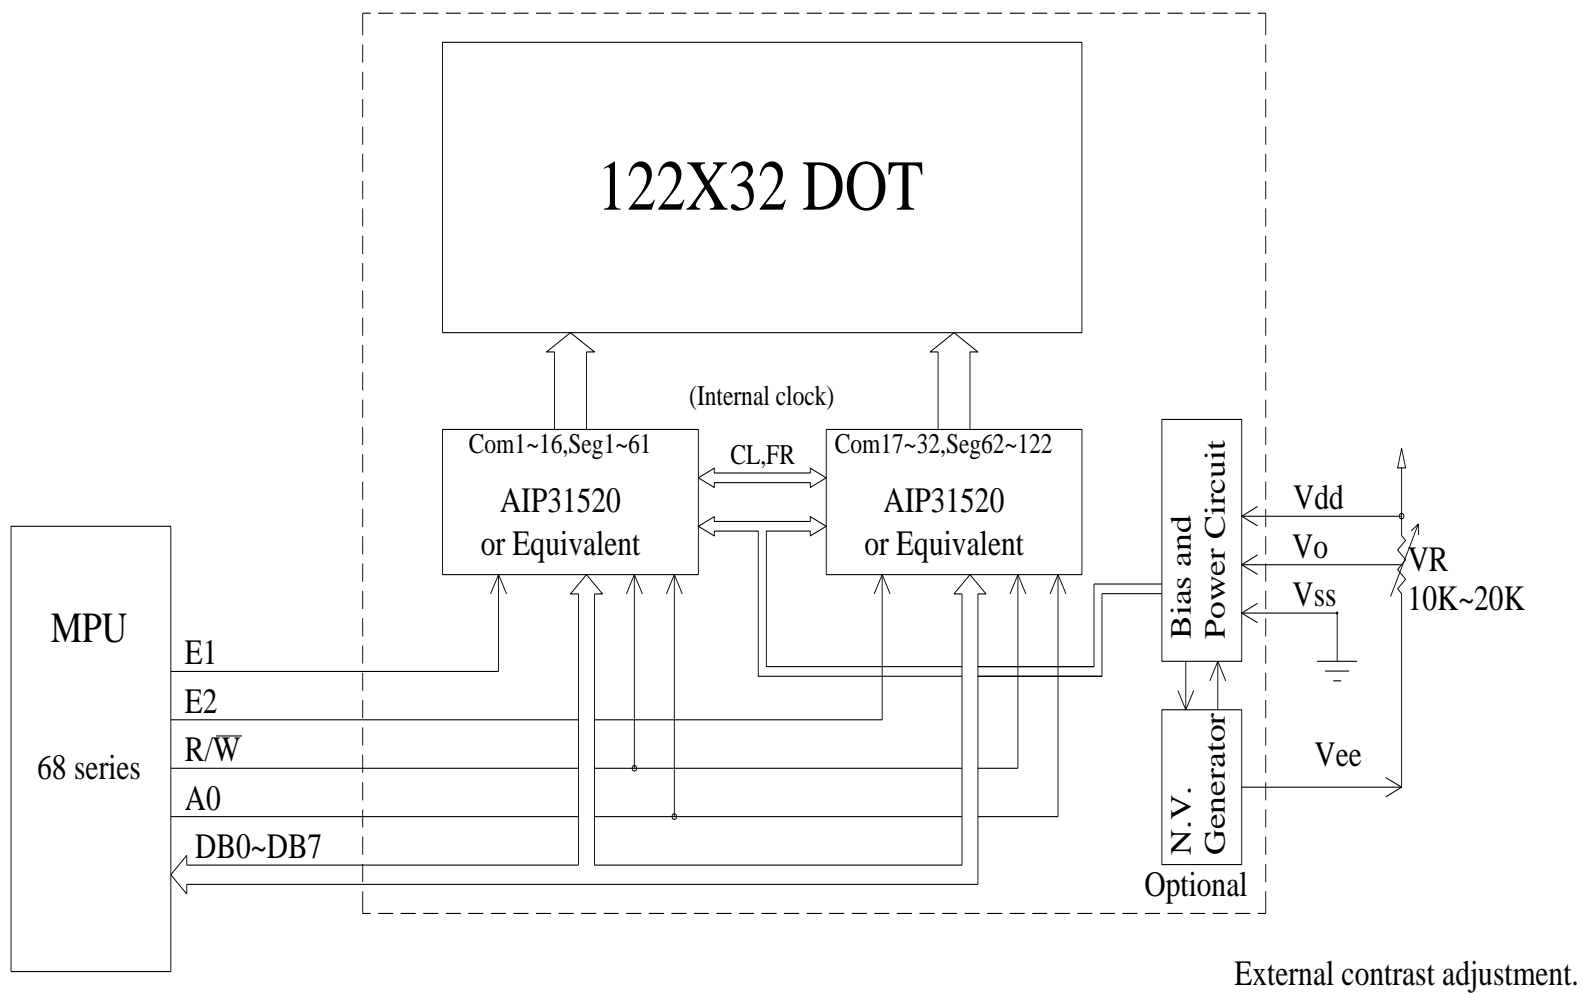 122X32 DOT
(Internal clock)
Com1~16,Seg1~61
AIP31520
or Equivalent
CL,FR
Com17~32,Seg62~122
AIP31520
or Equivalent
Bias and
Power Circuit
Vdd
Vo
Vss
VR
10K~20K
MPU
68 series
E1
E2
R/W̅
A0
DB0~DB7
N.V.
Generator
Vee
Optional
External contrast adjustment.